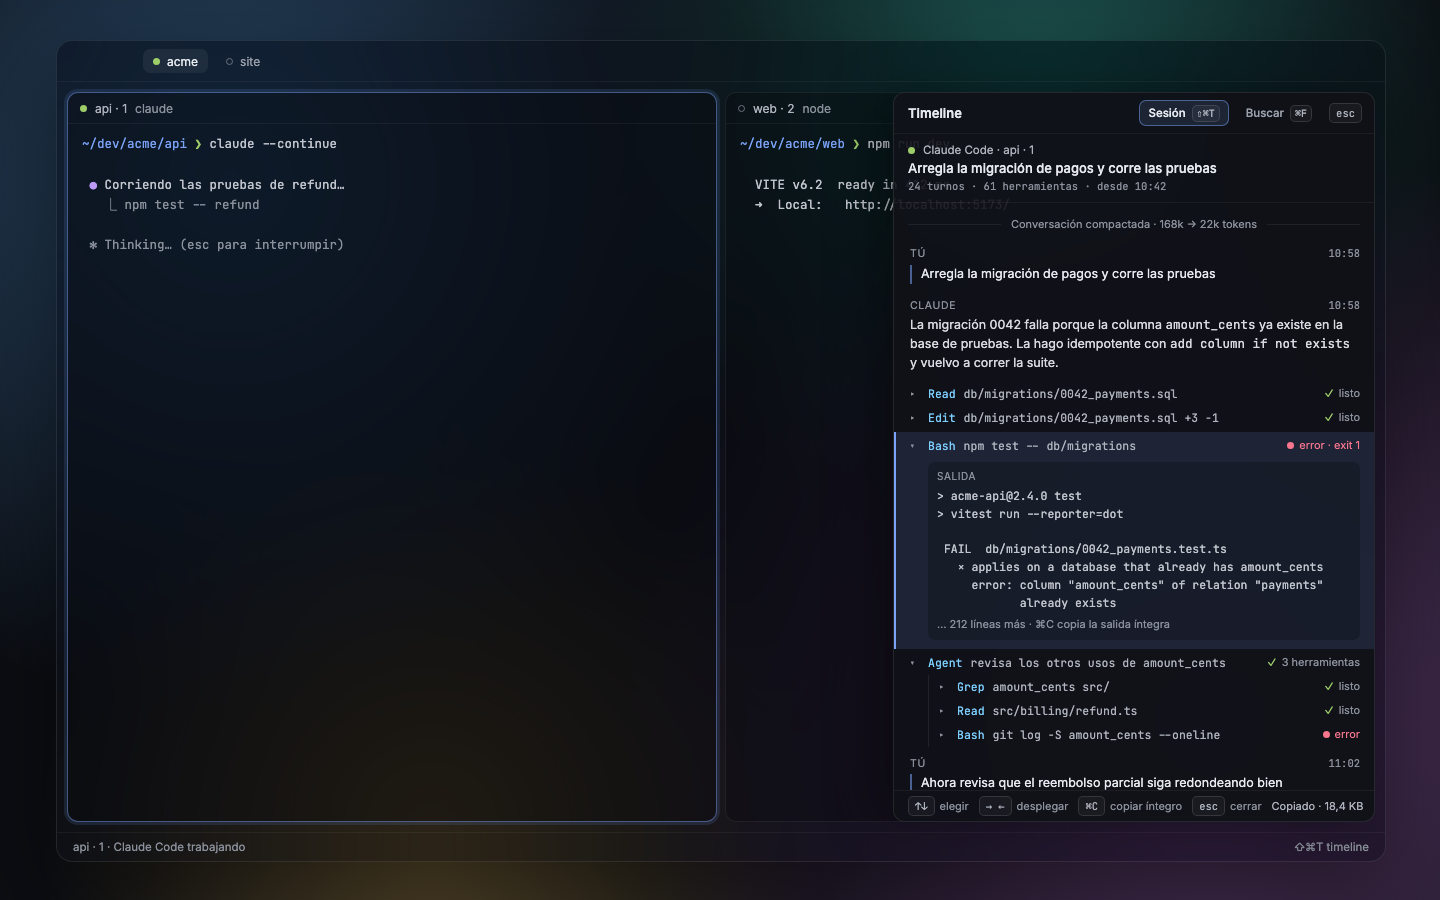 acme
site
api · 1 claude
~/dev/acme/api ❯ claude --continue
● Corriendo las pruebas de refund…
⎿ npm test -- refund
✻ Thinking… (esc para interrumpir)
web · 2 node
~/dev/acme/web ❯ npm run
VITE v6.2 ready in
➜ Local: http://localhost:5173/
Timeline
Sesión ⇧⌘T
Buscar ⌘F
esc
Claude Code · api · 1
Arregla la migración de pagos y corre las pruebas
24 turnos · 61 herramientas · desde 10:42
Conversación compactada · 168k → 22k tokens
TÚ 10:58
Arregla la migración de pagos y corre las pruebas
CLAUDE 10:58
La migración 0042 falla porque la columna amount_cents ya existe en la
base de pruebas. La hago idempotente con add column if not exists
y vuelvo a correr la suite.
▸ Read db/migrations/0042_payments.sql ✓ listo
▸ Edit db/migrations/0042_payments.sql +3 -1 ✓ listo
▾ Bash npm test -- db/migrations ● error · exit 1
SALIDA
> acme-api@2.4.0 test
> vitest run --reporter=dot
FAIL db/migrations/0042_payments.test.ts
× applies on a database that already has amount_cents
error: column "amount_cents" of relation "payments"
already exists
… 212 líneas más · ⌘C copia la salida íntegra
▾ Agent revisa los otros usos de amount_cents ✓ 3 herramientas
▸ Grep amount_cents src/ ✓ listo
▸ Read src/billing/refund.ts ✓ listo
▸ Bash git log -S amount_cents --oneline ● error
TÚ 11:02
Ahora revisa que el reembolso parcial siga redondeando bien
↑↓ elegir → ← desplegar ⌘C copiar íntegro esc cerrar Copiado · 18,4 KB
api · 1 · Claude Code trabajando
⇧⌘T timeline